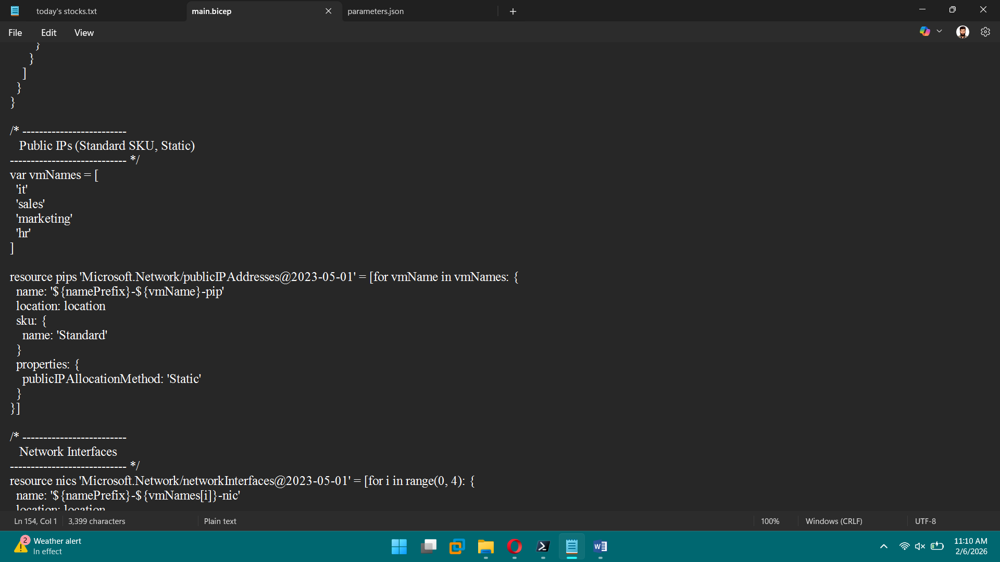 today's stocks.txt
main.bicep
parameters.json
File
Edit
View
}
}
]
}
}
/* -------------------------
Public IPs (Standard SKU, Static)
---------------------------- */
var vmNames = [
'it'
'sales'
'marketing'
'hr'
]
resource pips 'Microsoft.Network/publicIPAddresses@2023-05-01' = [for vmName in vmNames: {
name: '${namePrefix}-${vmName}-pip'
location: location
sku: {
name: 'Standard'
}
properties: {
publicIPAllocationMethod: 'Static'
}
}]
/* -------------------------
Network Interfaces
---------------------------- */
resource nics 'Microsoft.Network/networkInterfaces@2023-05-01' = [for i in range(0, 4): {
name: '${namePrefix}-${vmNames[i]}-nic'
location: location
Ln 154, Col 1
3,399 characters
Plain text
100%
Windows (CRLF)
UTF-8
2
Weather alert
In effect
W
11:10 AM
2/6/2026